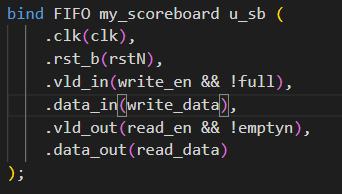 bind FIFO my_scoreboard u_sb (
.clk(clk),
.rst_b(rstN),
.vld_in(write_en && !full),
.data_in(write_data),
.vld_out(read_en && !emptyn),
.data_out(read_data)
);